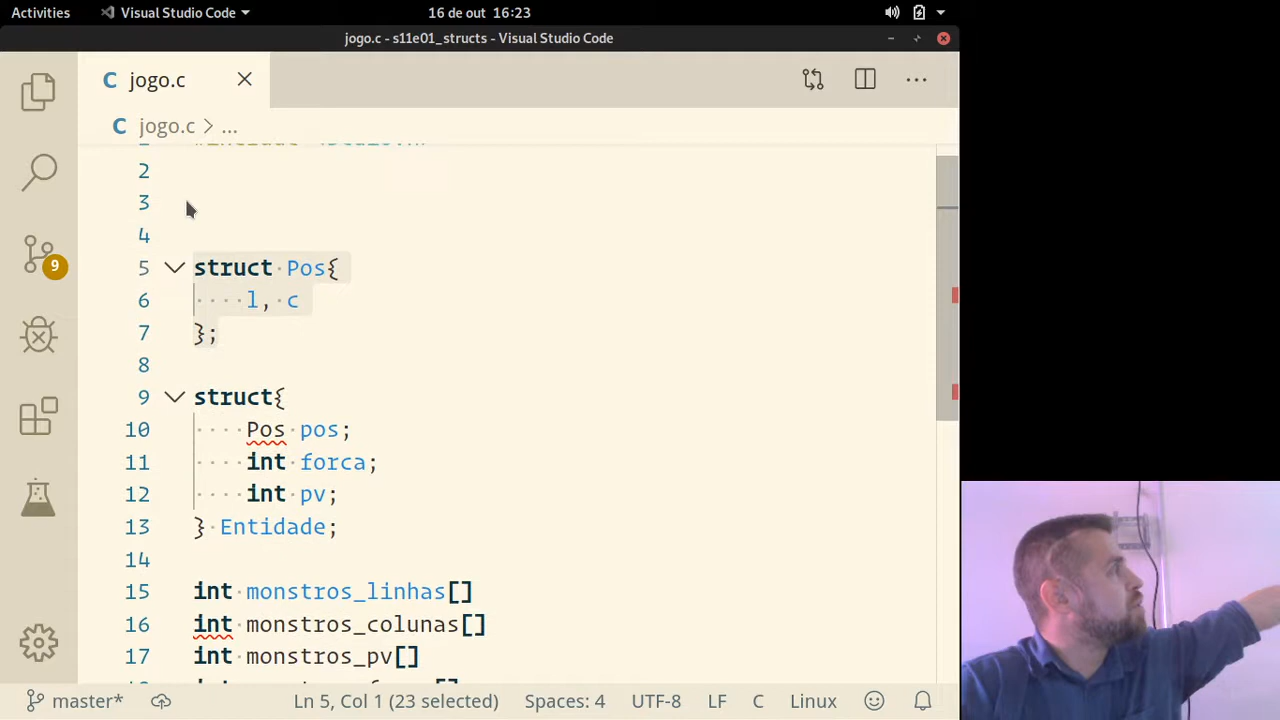 Activities Visual Studio Code 16 de out 16:23
jogo.c - s11e01_structs - Visual Studio Code
C jogo.c
C jogo.c > ...
2
3
4
5 struct Pos{
6 l, c
7 };
8
9 struct{
10 Pos pos;
11 int forca;
12 int pv;
13 } Entidade;
14
15 int monstros_linhas[]
16 int monstros_colunas[]
17 int monstros_pv[]
9
master* Ln 5, Col 1 (23 selected) Spaces: 4 UTF-8 LF C Linux